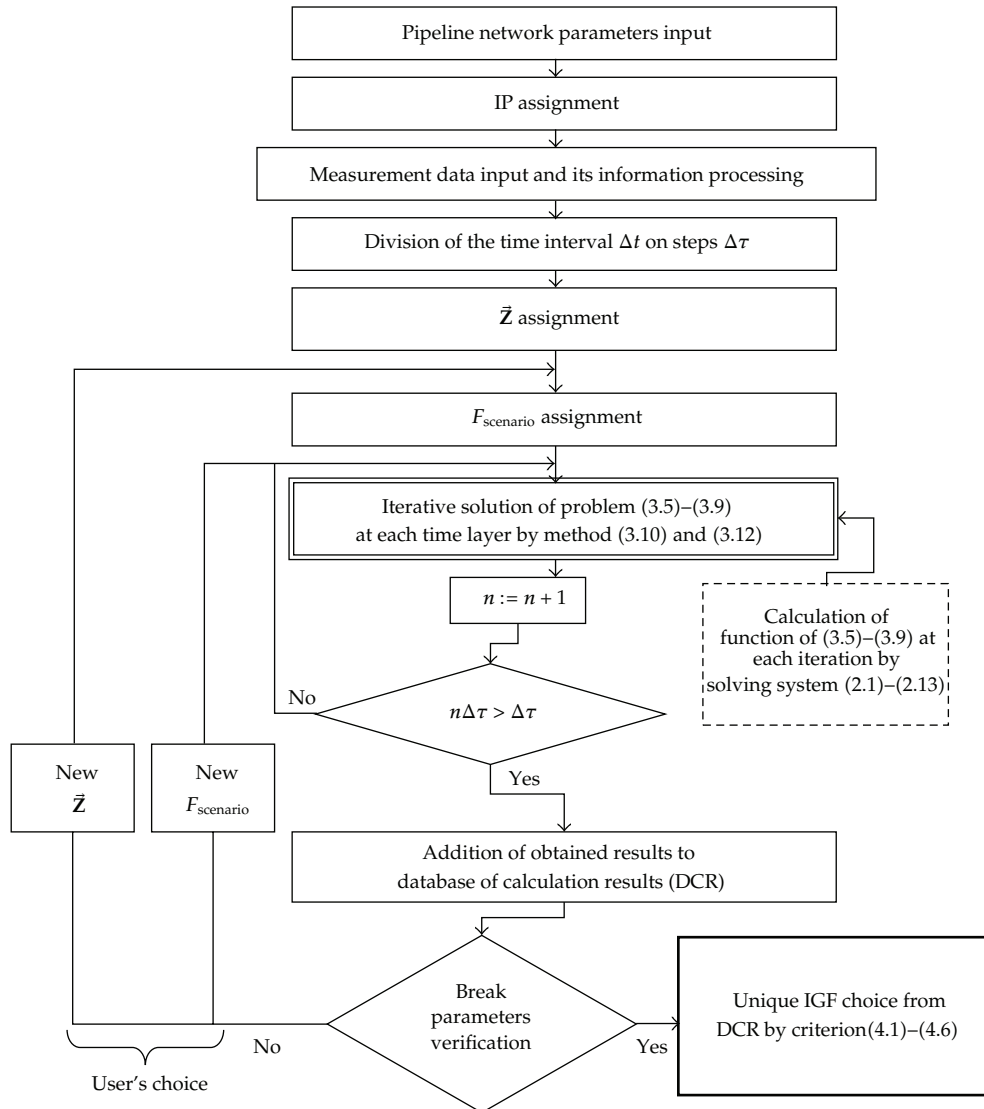 Pipeline network parameters input
IP assignment
Measurement data input and its information processing
Division of the time interval Δt on steps Δτ
Z⃗ assignment
F_scenario assignment
Iterative solution of problem (3.5)–(3.9)
at each time layer by method (3.10) and (3.12)
n := n + 1
Calculation of
function of (3.5)–(3.9) at
each iteration by
solving system (2.1)–(2.13)
No
nΔτ > Δτ
Yes
New
Z⃗
New
F_scenario
Addition of obtained results to
database of calculation results (DCR)
Break
parameters
verification
No
Yes
Unique IGF choice from
DCR by criterion(4.1)–(4.6)
User's choice